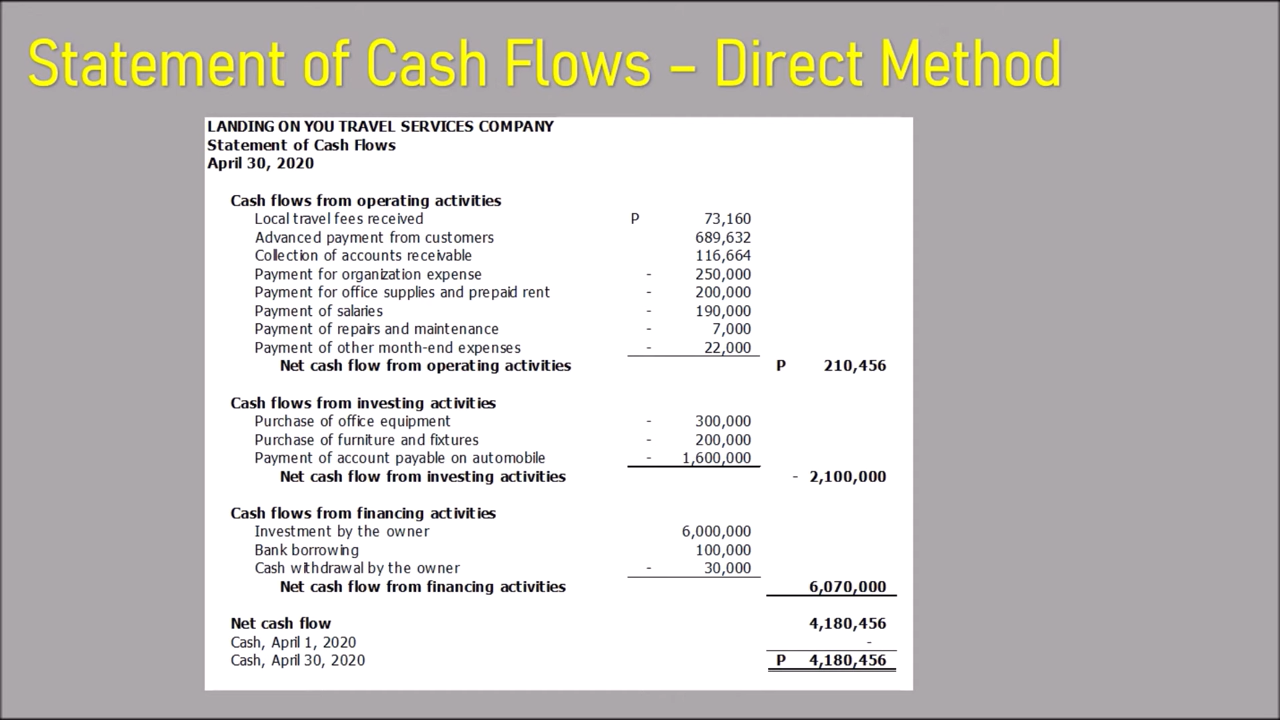 Statement of Cash Flows – Direct Method
LANDING ON YOU TRAVEL SERVICES COMPANY
Statement of Cash Flows
April 30, 2020
Cash flows from operating activities
Local travel fees received P 73,160
Advanced payment from customers 689,632
Collection of accounts receivable 116,664
Payment for organization expense - 250,000
Payment for office supplies and prepaid rent - 200,000
Payment of salaries - 190,000
Payment of repairs and maintenance - 7,000
Payment of other month-end expenses - 22,000
Net cash flow from operating activities P 210,456
Cash flows from investing activities
Purchase of office equipment - 300,000
Purchase of furniture and fixtures - 200,000
Payment of account payable on automobile - 1,600,000
Net cash flow from investing activities - 2,100,000
Cash flows from financing activities
Investment by the owner 6,000,000
Bank borrowing 100,000
Cash withdrawal by the owner - 30,000
Net cash flow from financing activities 6,070,000
Net cash flow 4,180,456
Cash, April 1, 2020 -
Cash, April 30, 2020 P 4,180,456